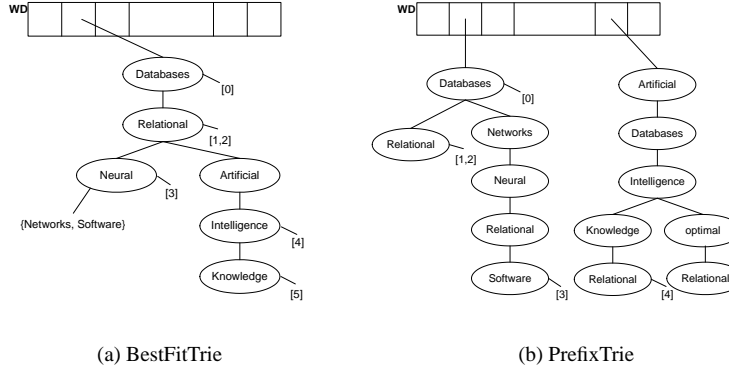 WD
Databases
[0]
Relational
[1,2]
Neural
[3]
Artificial
{Networks, Software}
Intelligence
[4]
Knowledge
[5]
(a) BestFitTrie
WD
Databases
[0]
Artificial
Relational
[1,2]
Networks
Databases
Neural
Intelligence
Relational
Knowledge
optimal
Software
[3]
Relational
[4]
Relational
(b) PrefixTrie